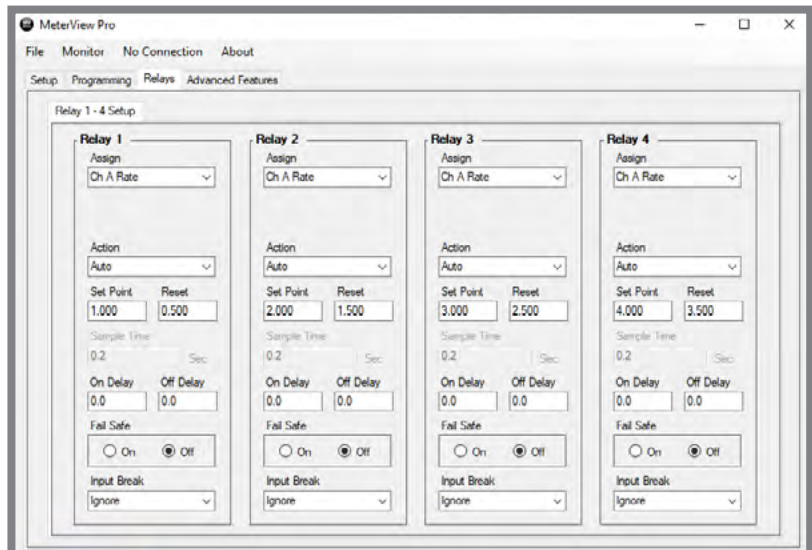 MeterView Pro
File Monitor No Connection About
Setup Programming Relays Advanced Features
Relay 1 - 4 Setup
Relay 1 Relay 2 Relay 3 Relay 4
Assign Assign Assign Assign
Ch A Rate Ch A Rate Ch A Rate Ch A Rate
Action Action Action Action
Auto Auto Auto Auto
Set Point Reset Set Point Reset Set Point Reset Set Point Reset
1.000 0.500 2.000 1.500 3.000 2.500 4.000 3.500
Sample Time Sample Time Sample Time Sample Time
0.2 Sec 0.2 Sec 0.2 Sec 0.2 Sec
On Delay Off Delay On Delay Off Delay On Delay Off Delay On Delay Off Delay
0.0 0.0 0.0 0.0 0.0 0.0 0.0 0.0
Fail Safe Fail Safe Fail Safe Fail Safe
On Off On Off On Off On Off
Input Break Input Break Input Break Input Break
Ignore Ignore Ignore Ignore